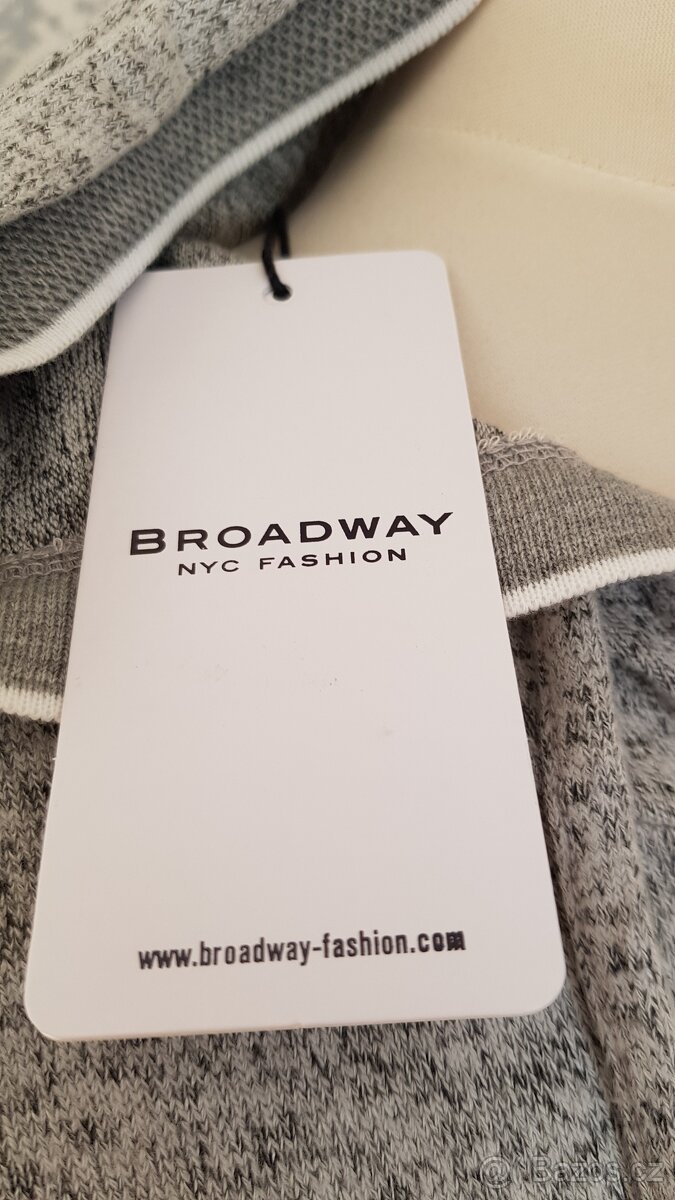 BROADWAY
NYC FASHION
www.broadway-fashion.com
@ Bazos.cz